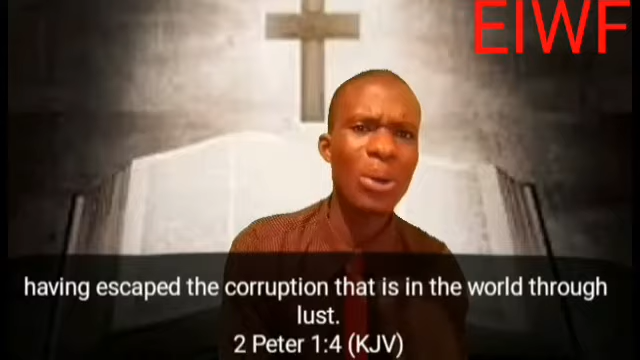 EIWF
having escaped the corruption that is in the world through
lust.
2 Peter 1:4 (KJV)